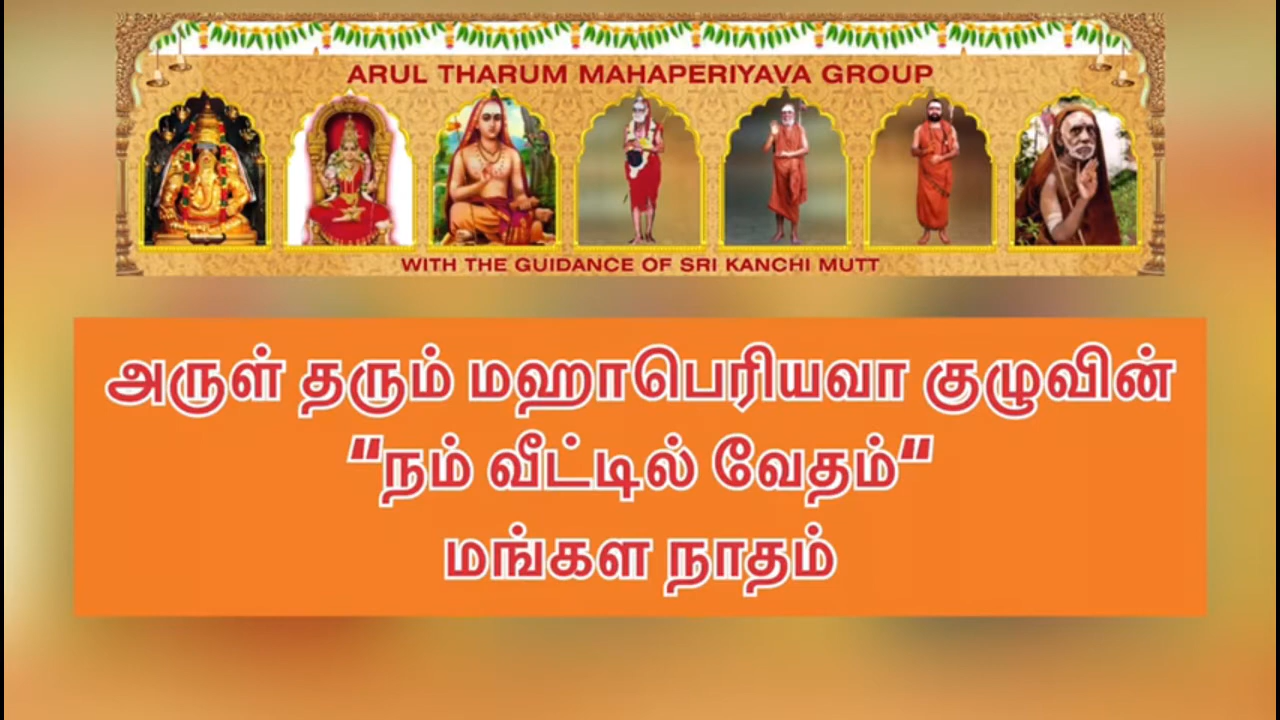 ARUL THARUM MAHAPERIYAVA GROUP
WITH THE GUIDANCE OF SRI KANCHI MUTT
அருள் தரும் மஹாபெரியவா குழுவின்
“நம் வீட்டில் வேதம்“
மங்கள நாதம்